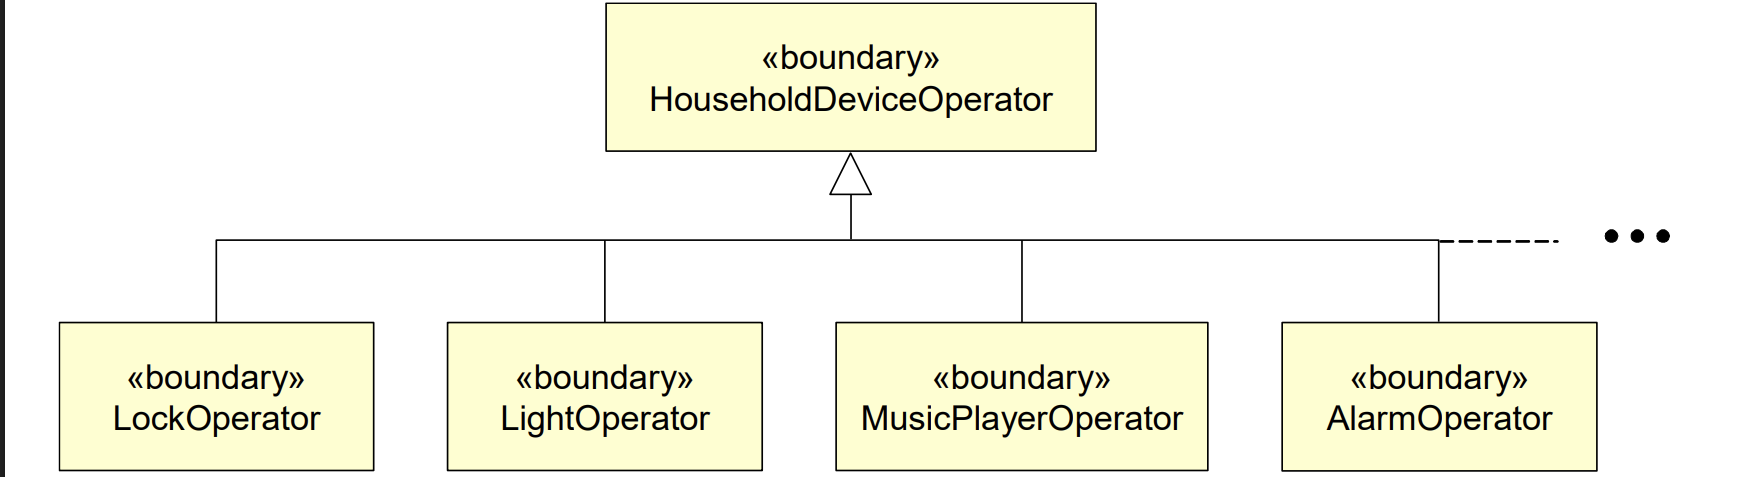 «boundary»
HouseholdDeviceOperator
«boundary»
LockOperator
«boundary»
LightOperator
«boundary»
MusicPlayerOperator
«boundary»
AlarmOperator